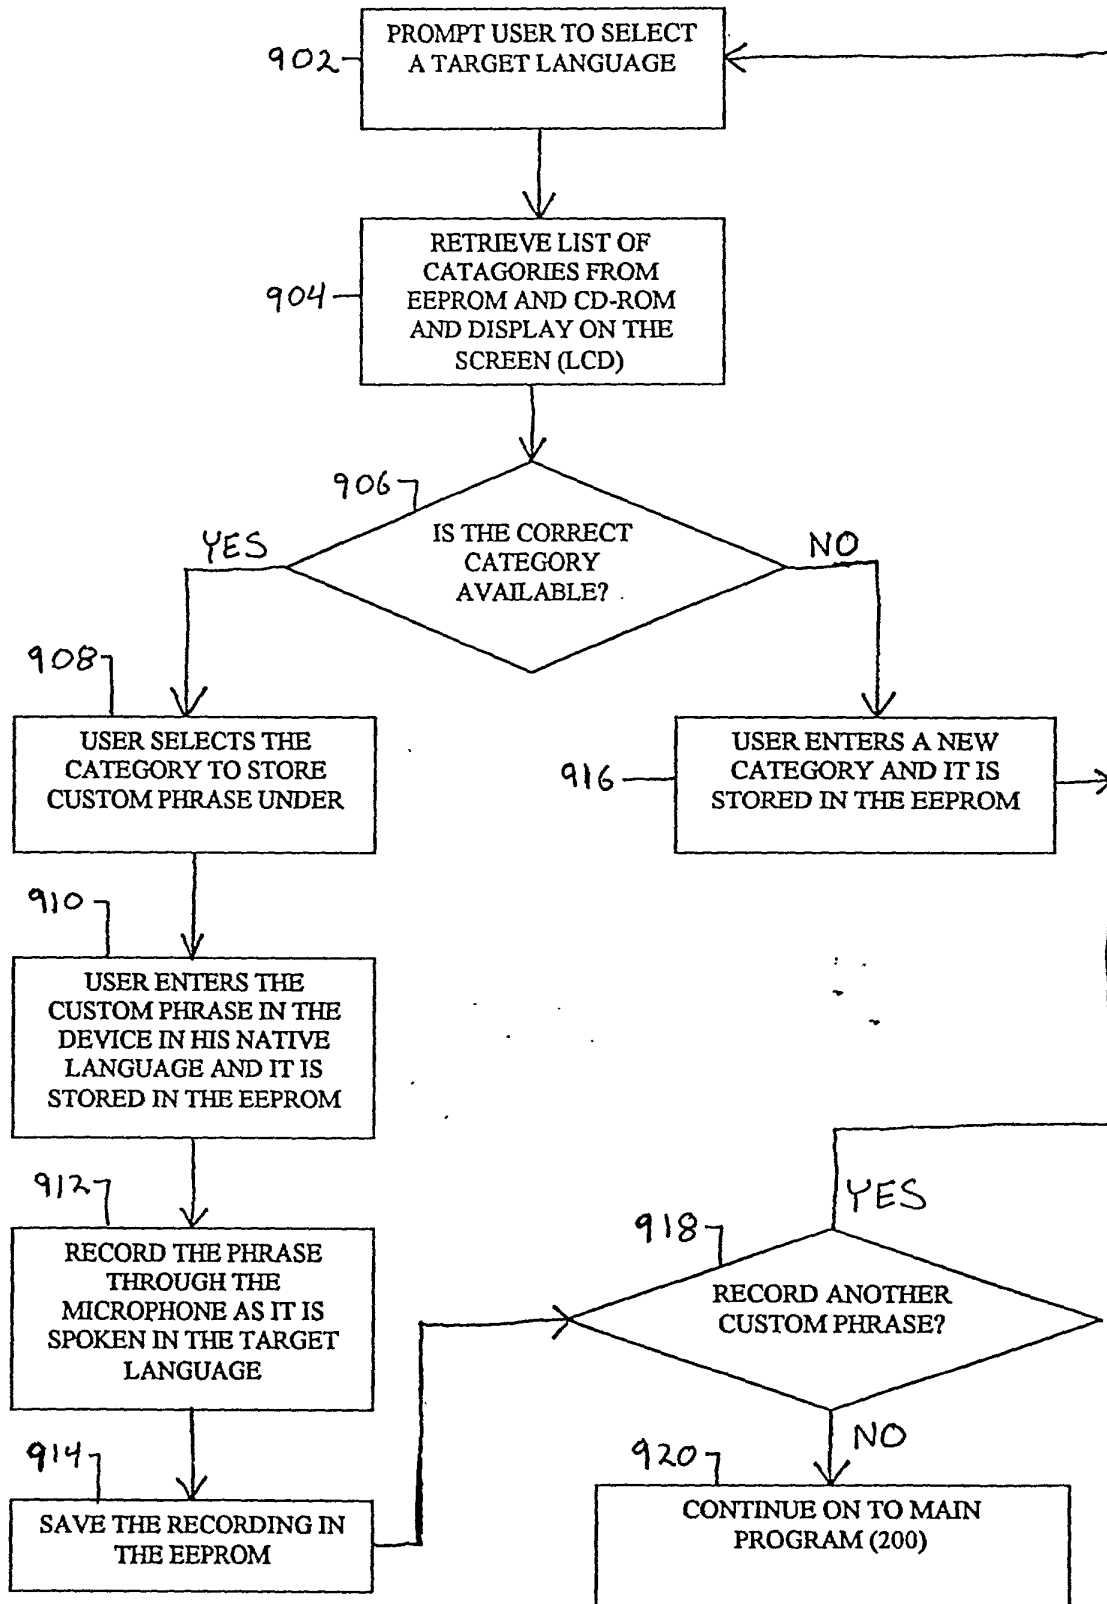 PROMPT USER TO SELECT
A TARGET LANGUAGE
902
RETRIEVE LIST OF
CATAGORIES FROM
EEPROM AND CD-ROM
AND DISPLAY ON THE
SCREEN (LCD)
904
906
IS THE CORRECT
CATEGORY
AVAILABLE?
YES
NO
908
USER SELECTS THE
CATEGORY TO STORE
CUSTOM PHRASE UNDER
916
USER ENTERS A NEW
CATEGORY AND IT IS
STORED IN THE EEPROM
910
USER ENTERS THE
CUSTOM PHRASE IN THE
DEVICE IN HIS NATIVE
LANGUAGE AND IT IS
STORED IN THE EEPROM
912
RECORD THE PHRASE
THROUGH THE
MICROPHONE AS IT IS
SPOKEN IN THE TARGET
LANGUAGE
914
SAVE THE RECORDING IN
THE EEPROM
918
YES
RECORD ANOTHER
CUSTOM PHRASE?
NO
920
CONTINUE ON TO MAIN
PROGRAM (200)